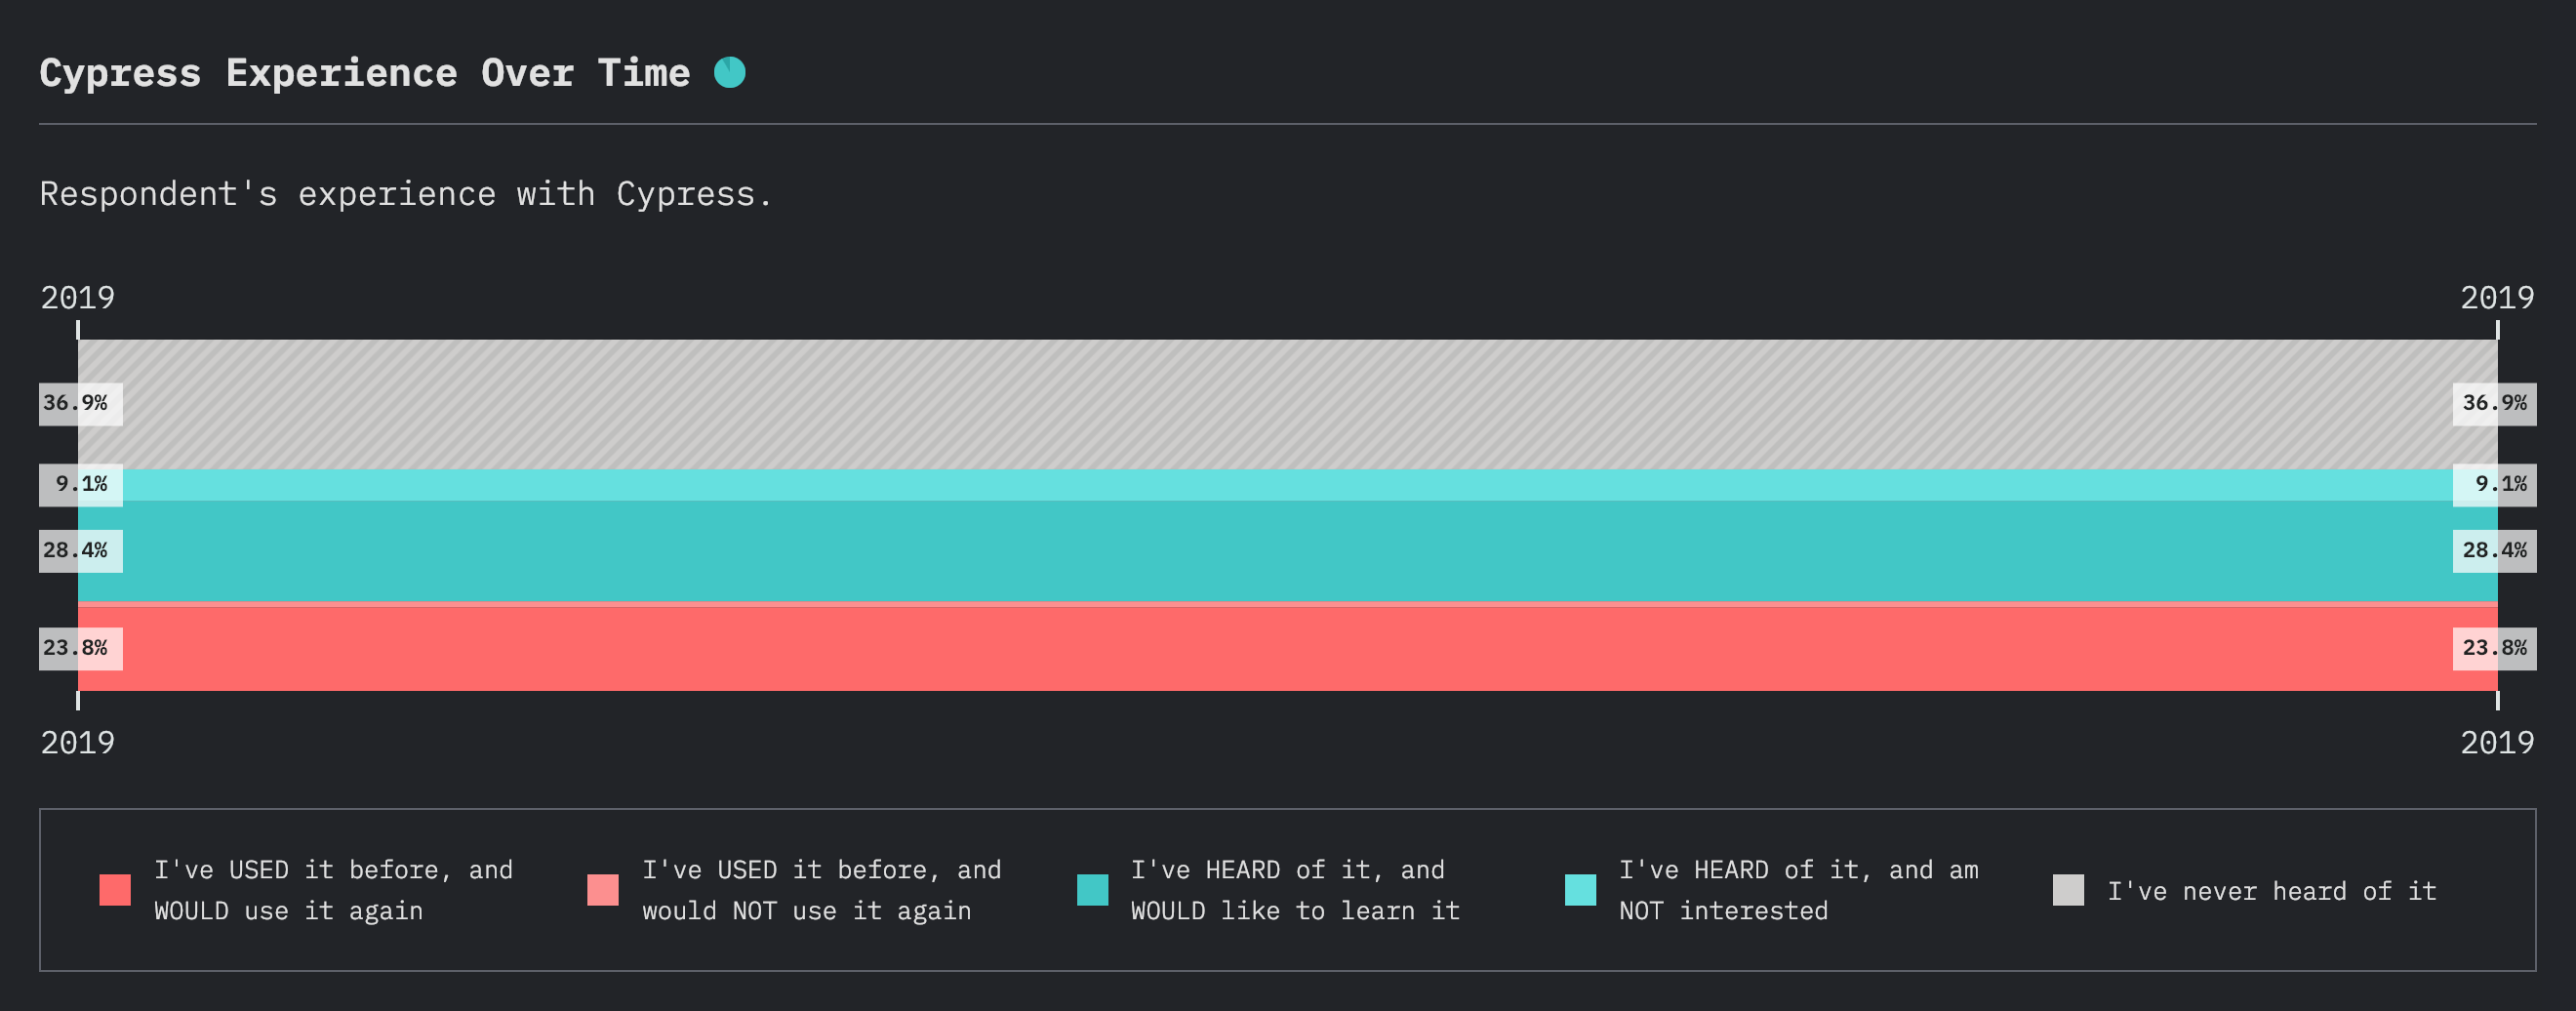 Cypress Experience Over Time
Respondent's experience with Cypress.
2019 2019
36.9% 36.9%
9.1% 9.1%
28.4% 28.4%
23.8% 23.8%
2019 2019
I've USED it before, and
WOULD use it again
I've USED it before, and
would NOT use it again
I've HEARD of it, and
WOULD like to learn it
I've HEARD of it, and am
NOT interested
I've never heard of it